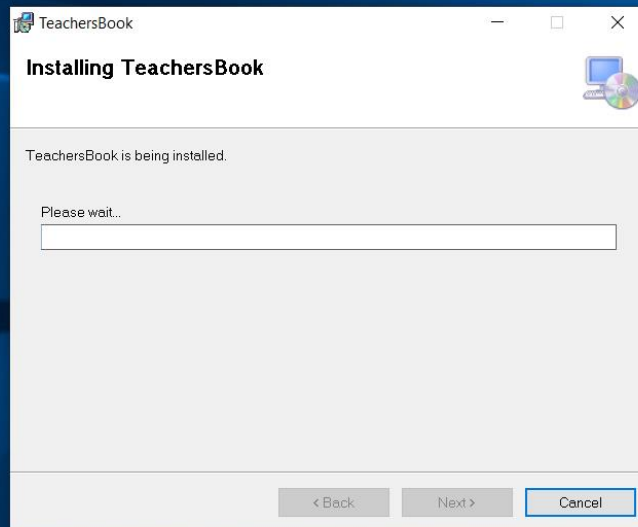 TeachersBook
Installing TeachersBook
TeachersBook is being installed.
Please wait...
< Back
Next >
Cancel